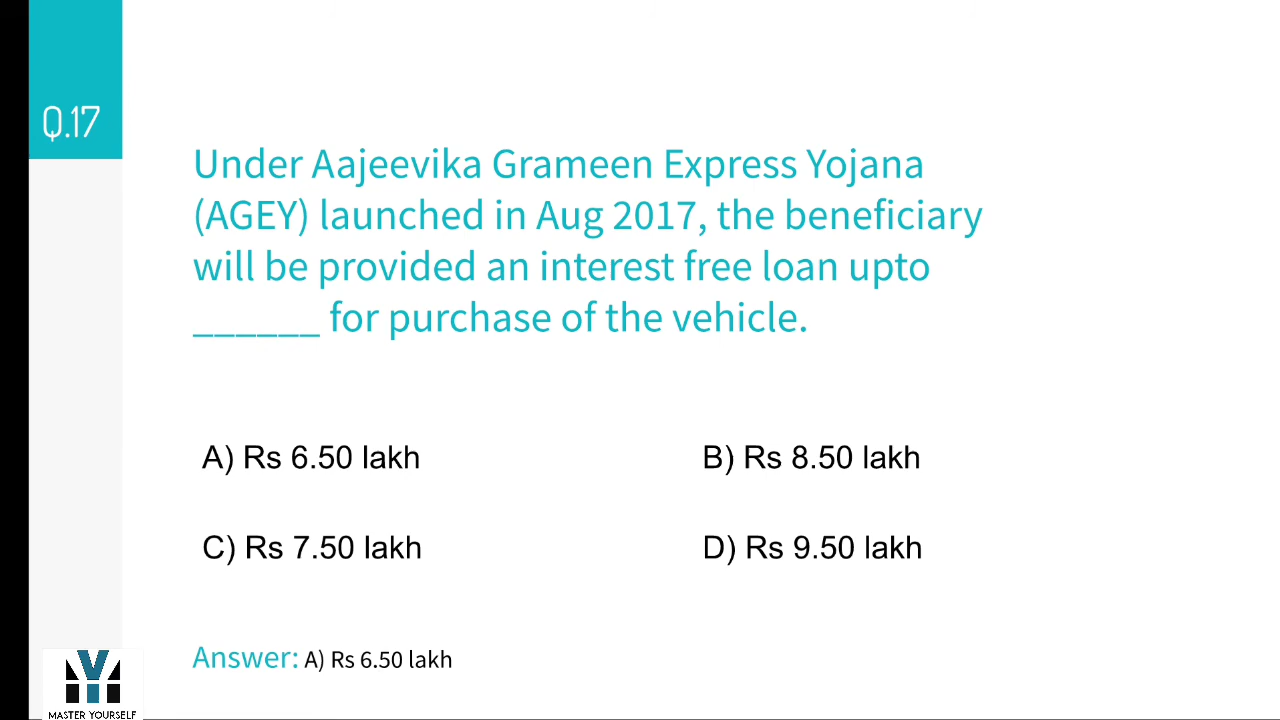 Q.17
Under Aajeevika Grameen Express Yojana
(AGEY) launched in Aug 2017, the beneficiary
will be provided an interest free loan upto
______ for purchase of the vehicle.
A) Rs 6.50 lakh
B) Rs 8.50 lakh
C) Rs 7.50 lakh
D) Rs 9.50 lakh
Answer: A) Rs 6.50 lakh
MASTER YOURSELF